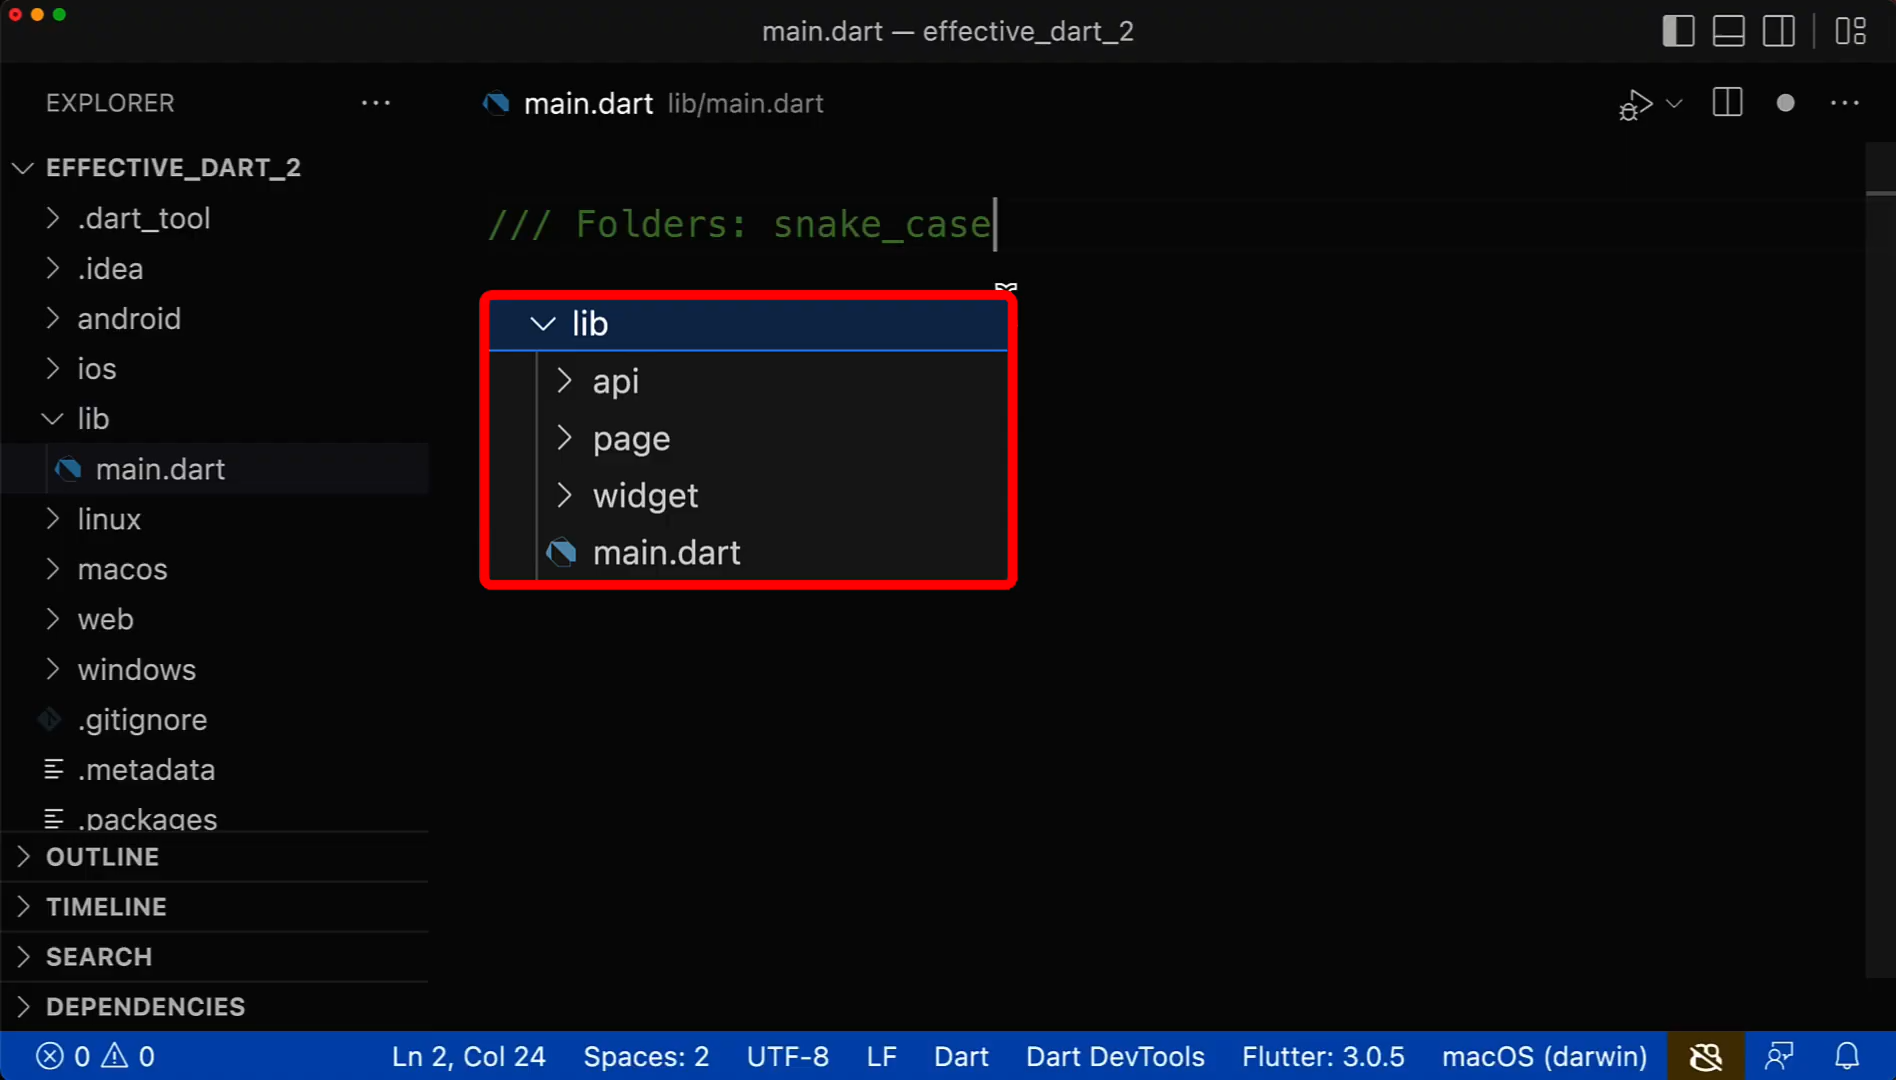 main.dart — effective_dart_2
EXPLORER
main.dart lib/main.dart
EFFECTIVE_DART_2
.dart_tool
.idea
android
ios
lib
main.dart
linux
macos
web
windows
.gitignore
.metadata
.packages
OUTLINE
TIMELINE
SEARCH
DEPENDENCIES
/// Folders: snake_case
lib
api
page
widget
main.dart
0 0 Ln 2, Col 24 Spaces: 2 UTF-8 LF Dart Dart DevTools Flutter: 3.0.5 macOS (darwin)